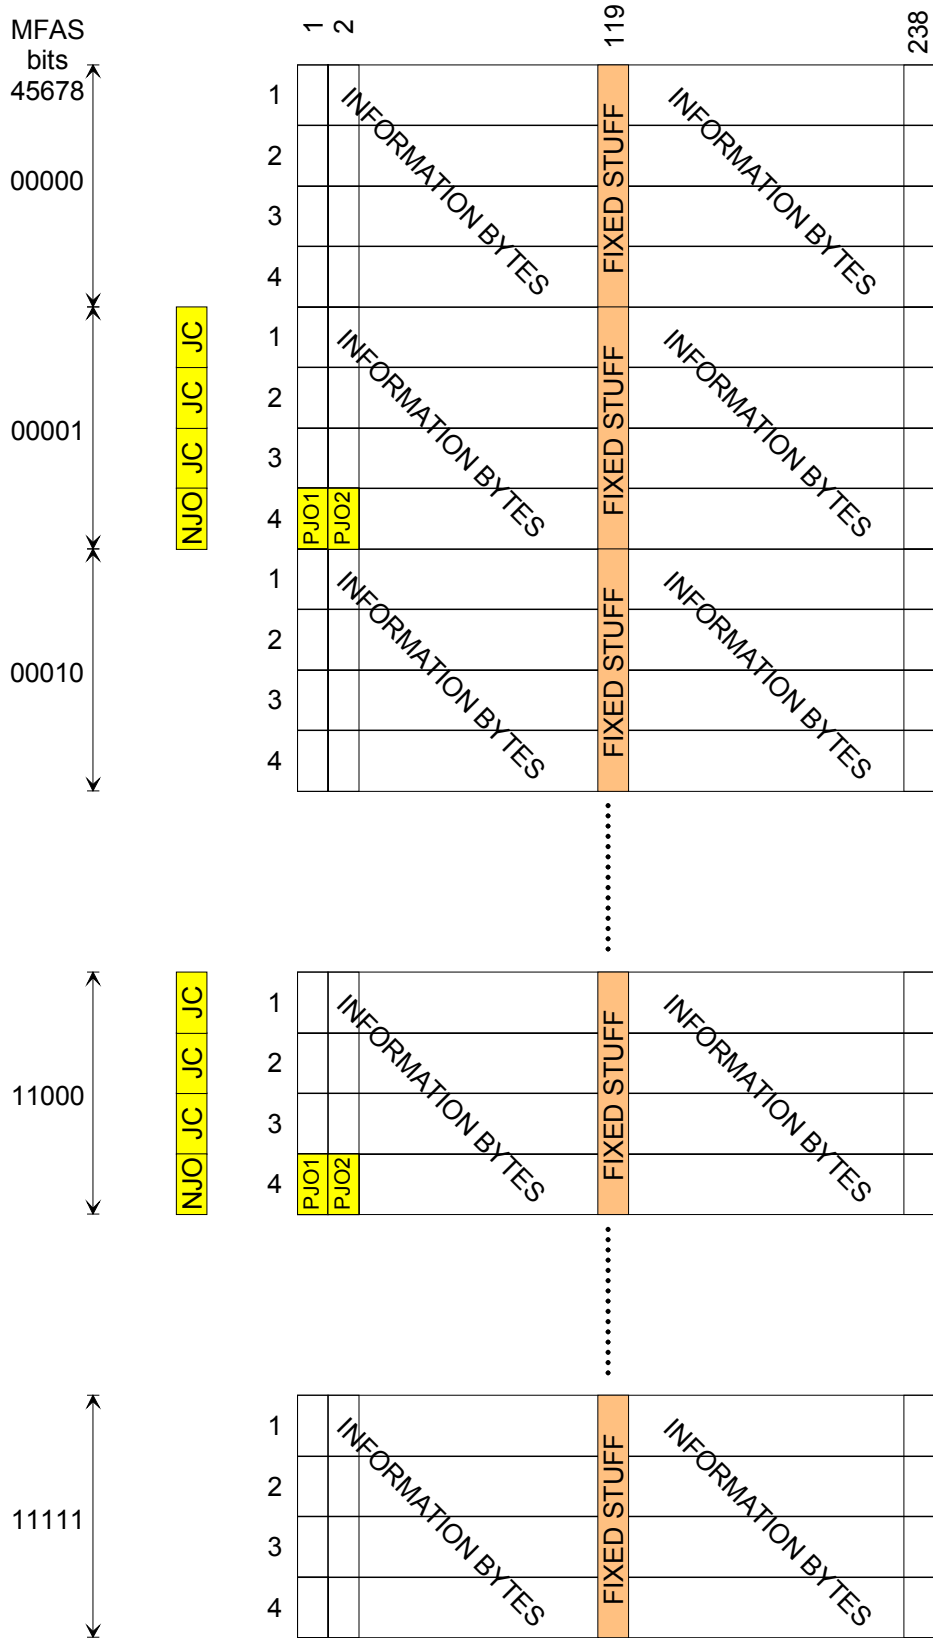 MFAS
bits
45678
1
2
119
238
00000
1
2
3
4
INFORMATION BYTES
FIXED STUFF
INFORMATION BYTES
00001
JC
JC
JC
NJO
1
2
3
4
PJO1
PJO2
INFORMATION BYTES
FIXED STUFF
INFORMATION BYTES
00010
1
2
3
4
INFORMATION BYTES
FIXED STUFF
INFORMATION BYTES
11000
JC
JC
JC
NJO
1
2
3
4
PJO1
PJO2
INFORMATION BYTES
FIXED STUFF
INFORMATION BYTES
11111
1
2
3
4
INFORMATION BYTES
FIXED STUFF
INFORMATION BYTES